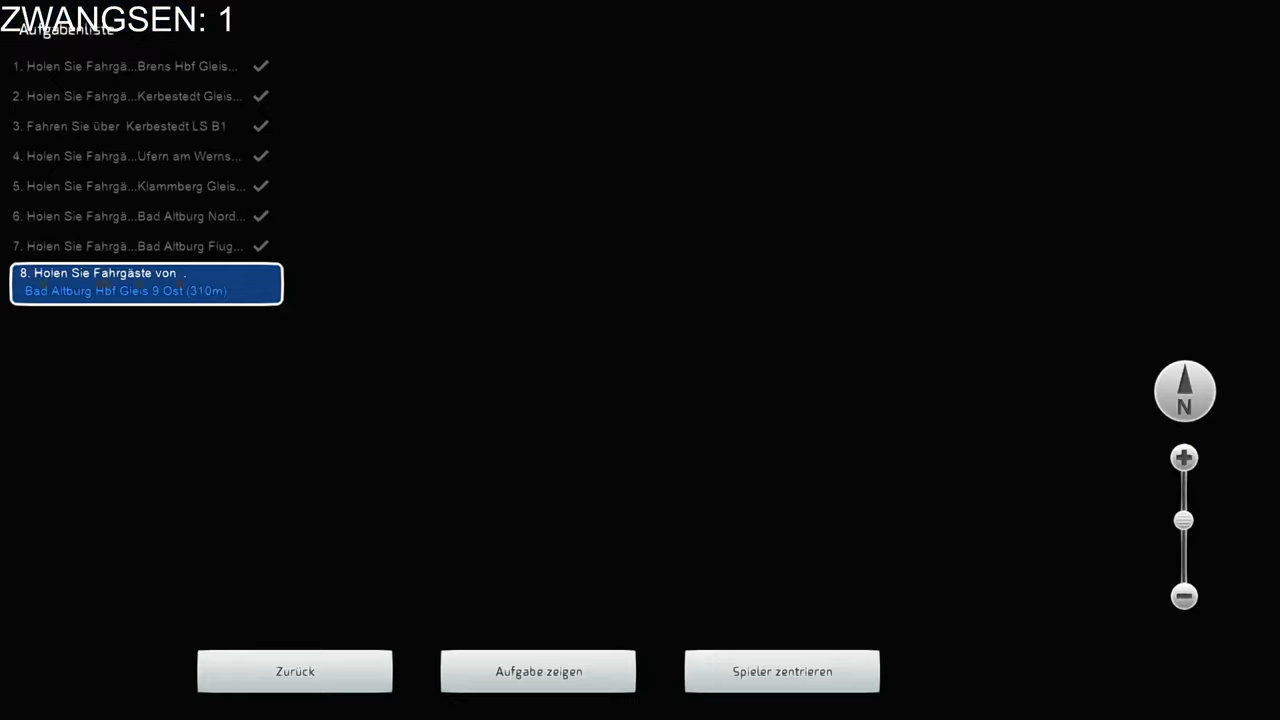 ZWANGSEN: 1
Aufgabenliste
1. Holen Sie Fahrgä...Brens Hbf Gleis...
2. Holen Sie Fahrgä...Kerbestedt Gleis...
3. Fahren Sie über Kerbestedt LS B1
4. Holen Sie Fahrgä...Ufern am Werns...
5. Holen Sie Fahrgä...Klammberg Gleis...
6. Holen Sie Fahrgä...Bad Altburg Nord...
7. Holen Sie Fahrgä...Bad Altburg Flug...
8. Holen Sie Fahrgäste von .
Bad Altburg Hbf Gleis 9 Ost (310m)
N
Zurück
Aufgabe zeigen
Spieler zentrieren